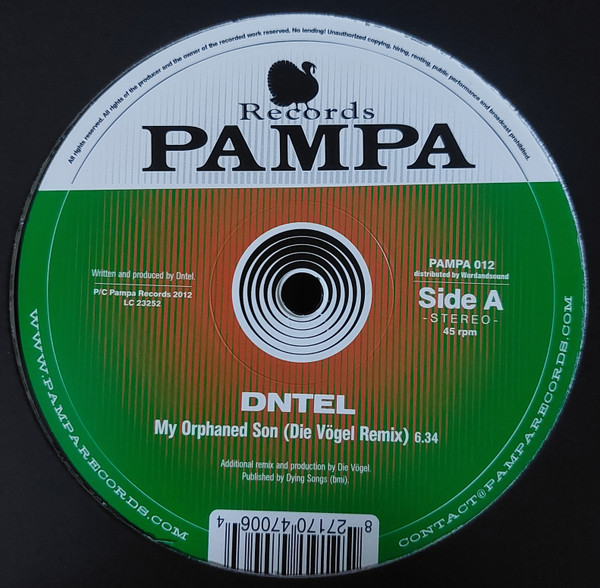 All rights reserved. All rights of the producer and the owner of the recorded work reserved. No lending! Unauthorized copying, hiring, renting, public performance and broadcast prohibited.
Records
PAMPA
Written and produced by Dntel.
P/C Pampa Records 2012
LC 23252
PAMPA 012
distributed by Wordandsound
Side A
-STEREO-
45 rpm
DNTEL
My Orphaned Son (Die Vögel Remix) 6.34
Additional remix and production by Die Vögel.
Published by Dying Songs (bmi).
WWW.PAMPARECORDS.COM
CONTACT@PAMPARECORDS.COM
8 27170 47006 4